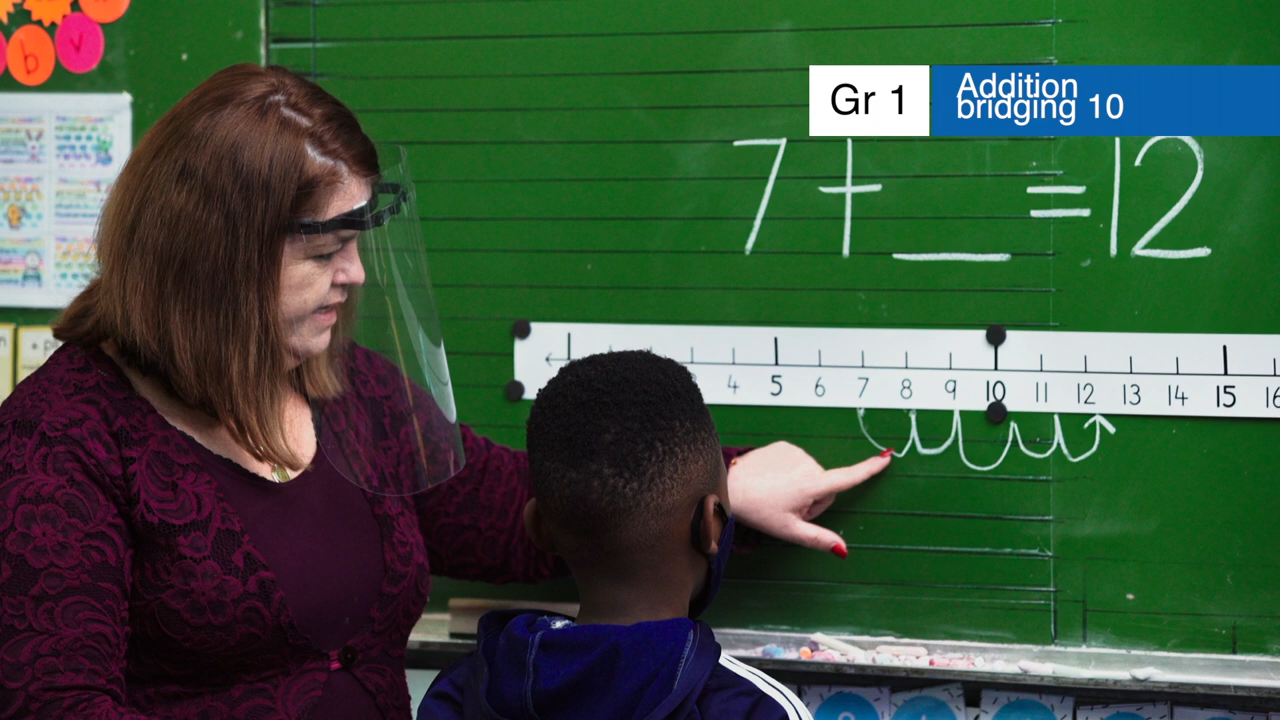 b v
Gr 1
Addition
bridging 10
7+ __ =12
4 5 6 7 8 9 10 11 12 13 14 15 16